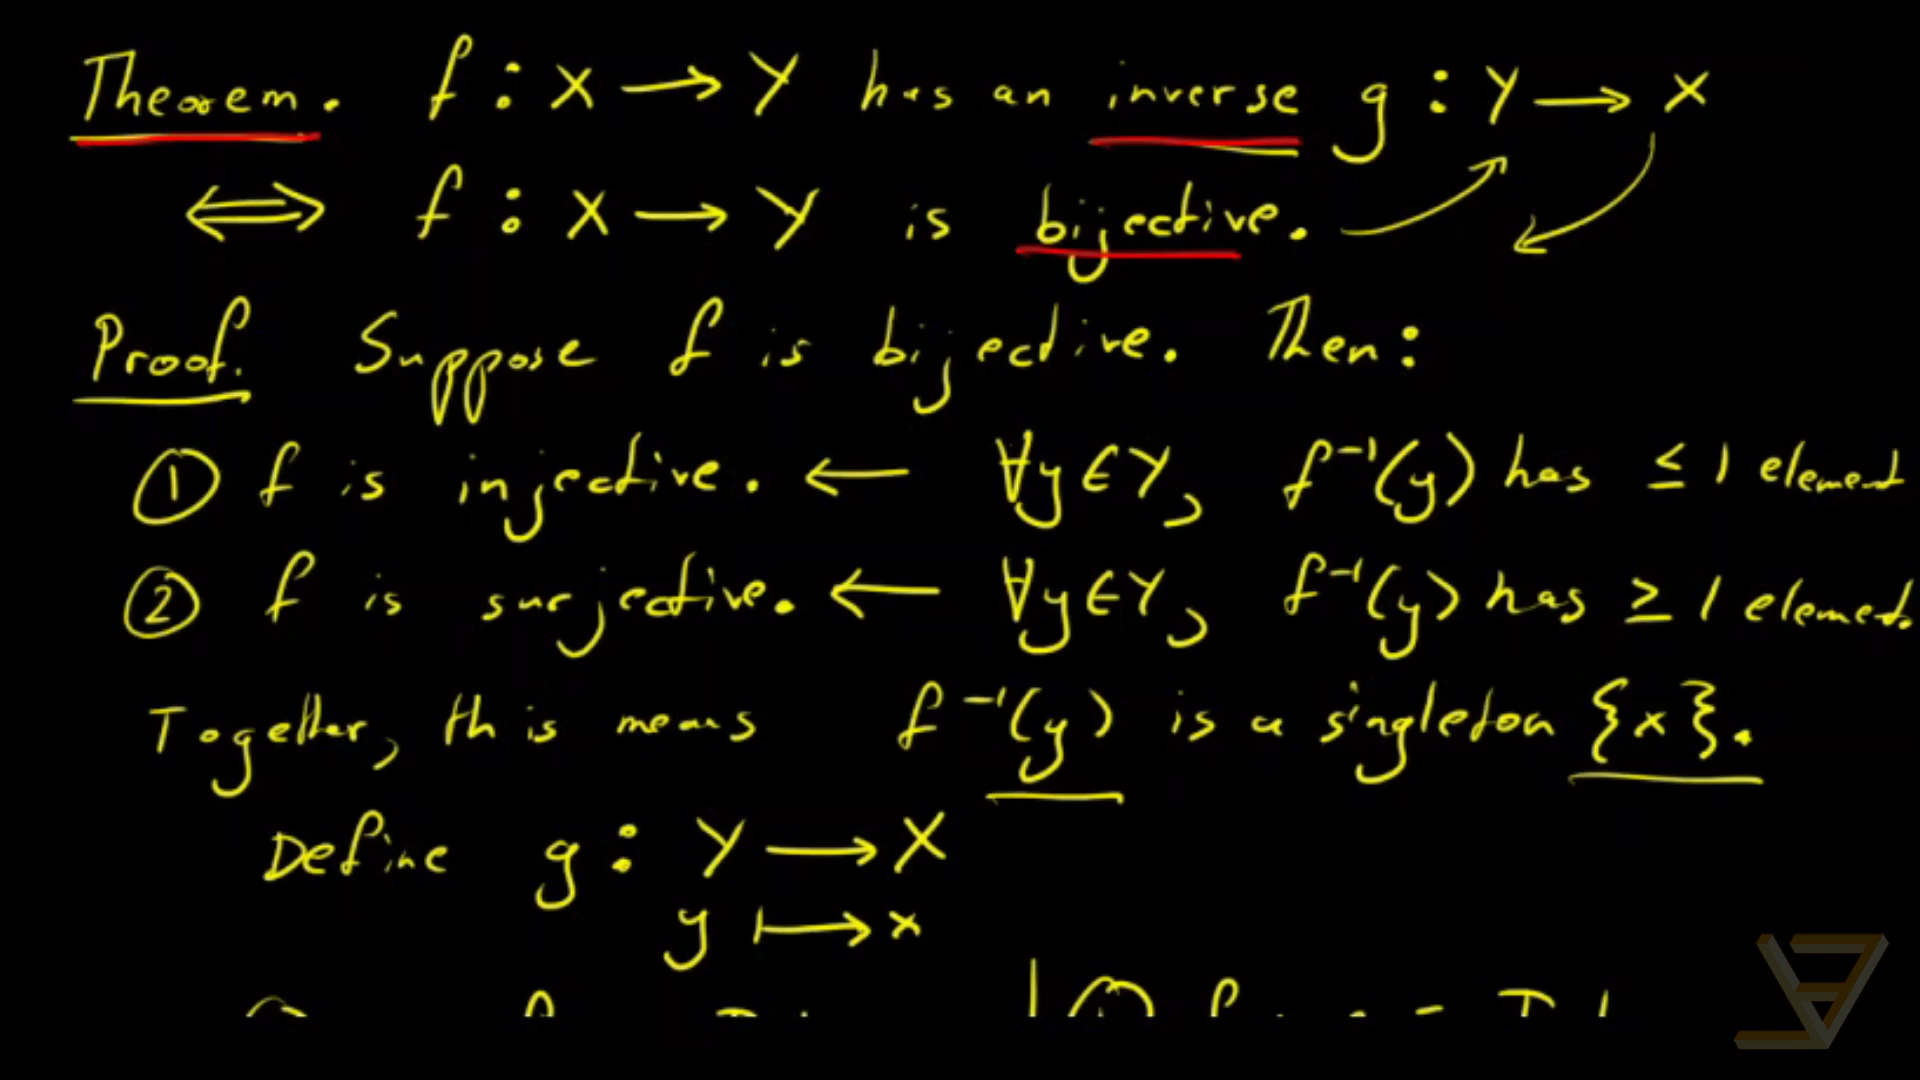 Theorem. f : X → Y has an inverse g : Y → X
⟺ f : X → Y is bijective.
Proof. Suppose f is bijective. Then:
① f is injective. ← ∀y∈Y, f⁻¹(y) has ≤ 1 element
② f is surjective. ← ∀y∈Y, f⁻¹(y) has ≥ 1 element.
Together, this means f⁻¹(y) is a singleton {x}.
Define g : Y → X
y ↦ x